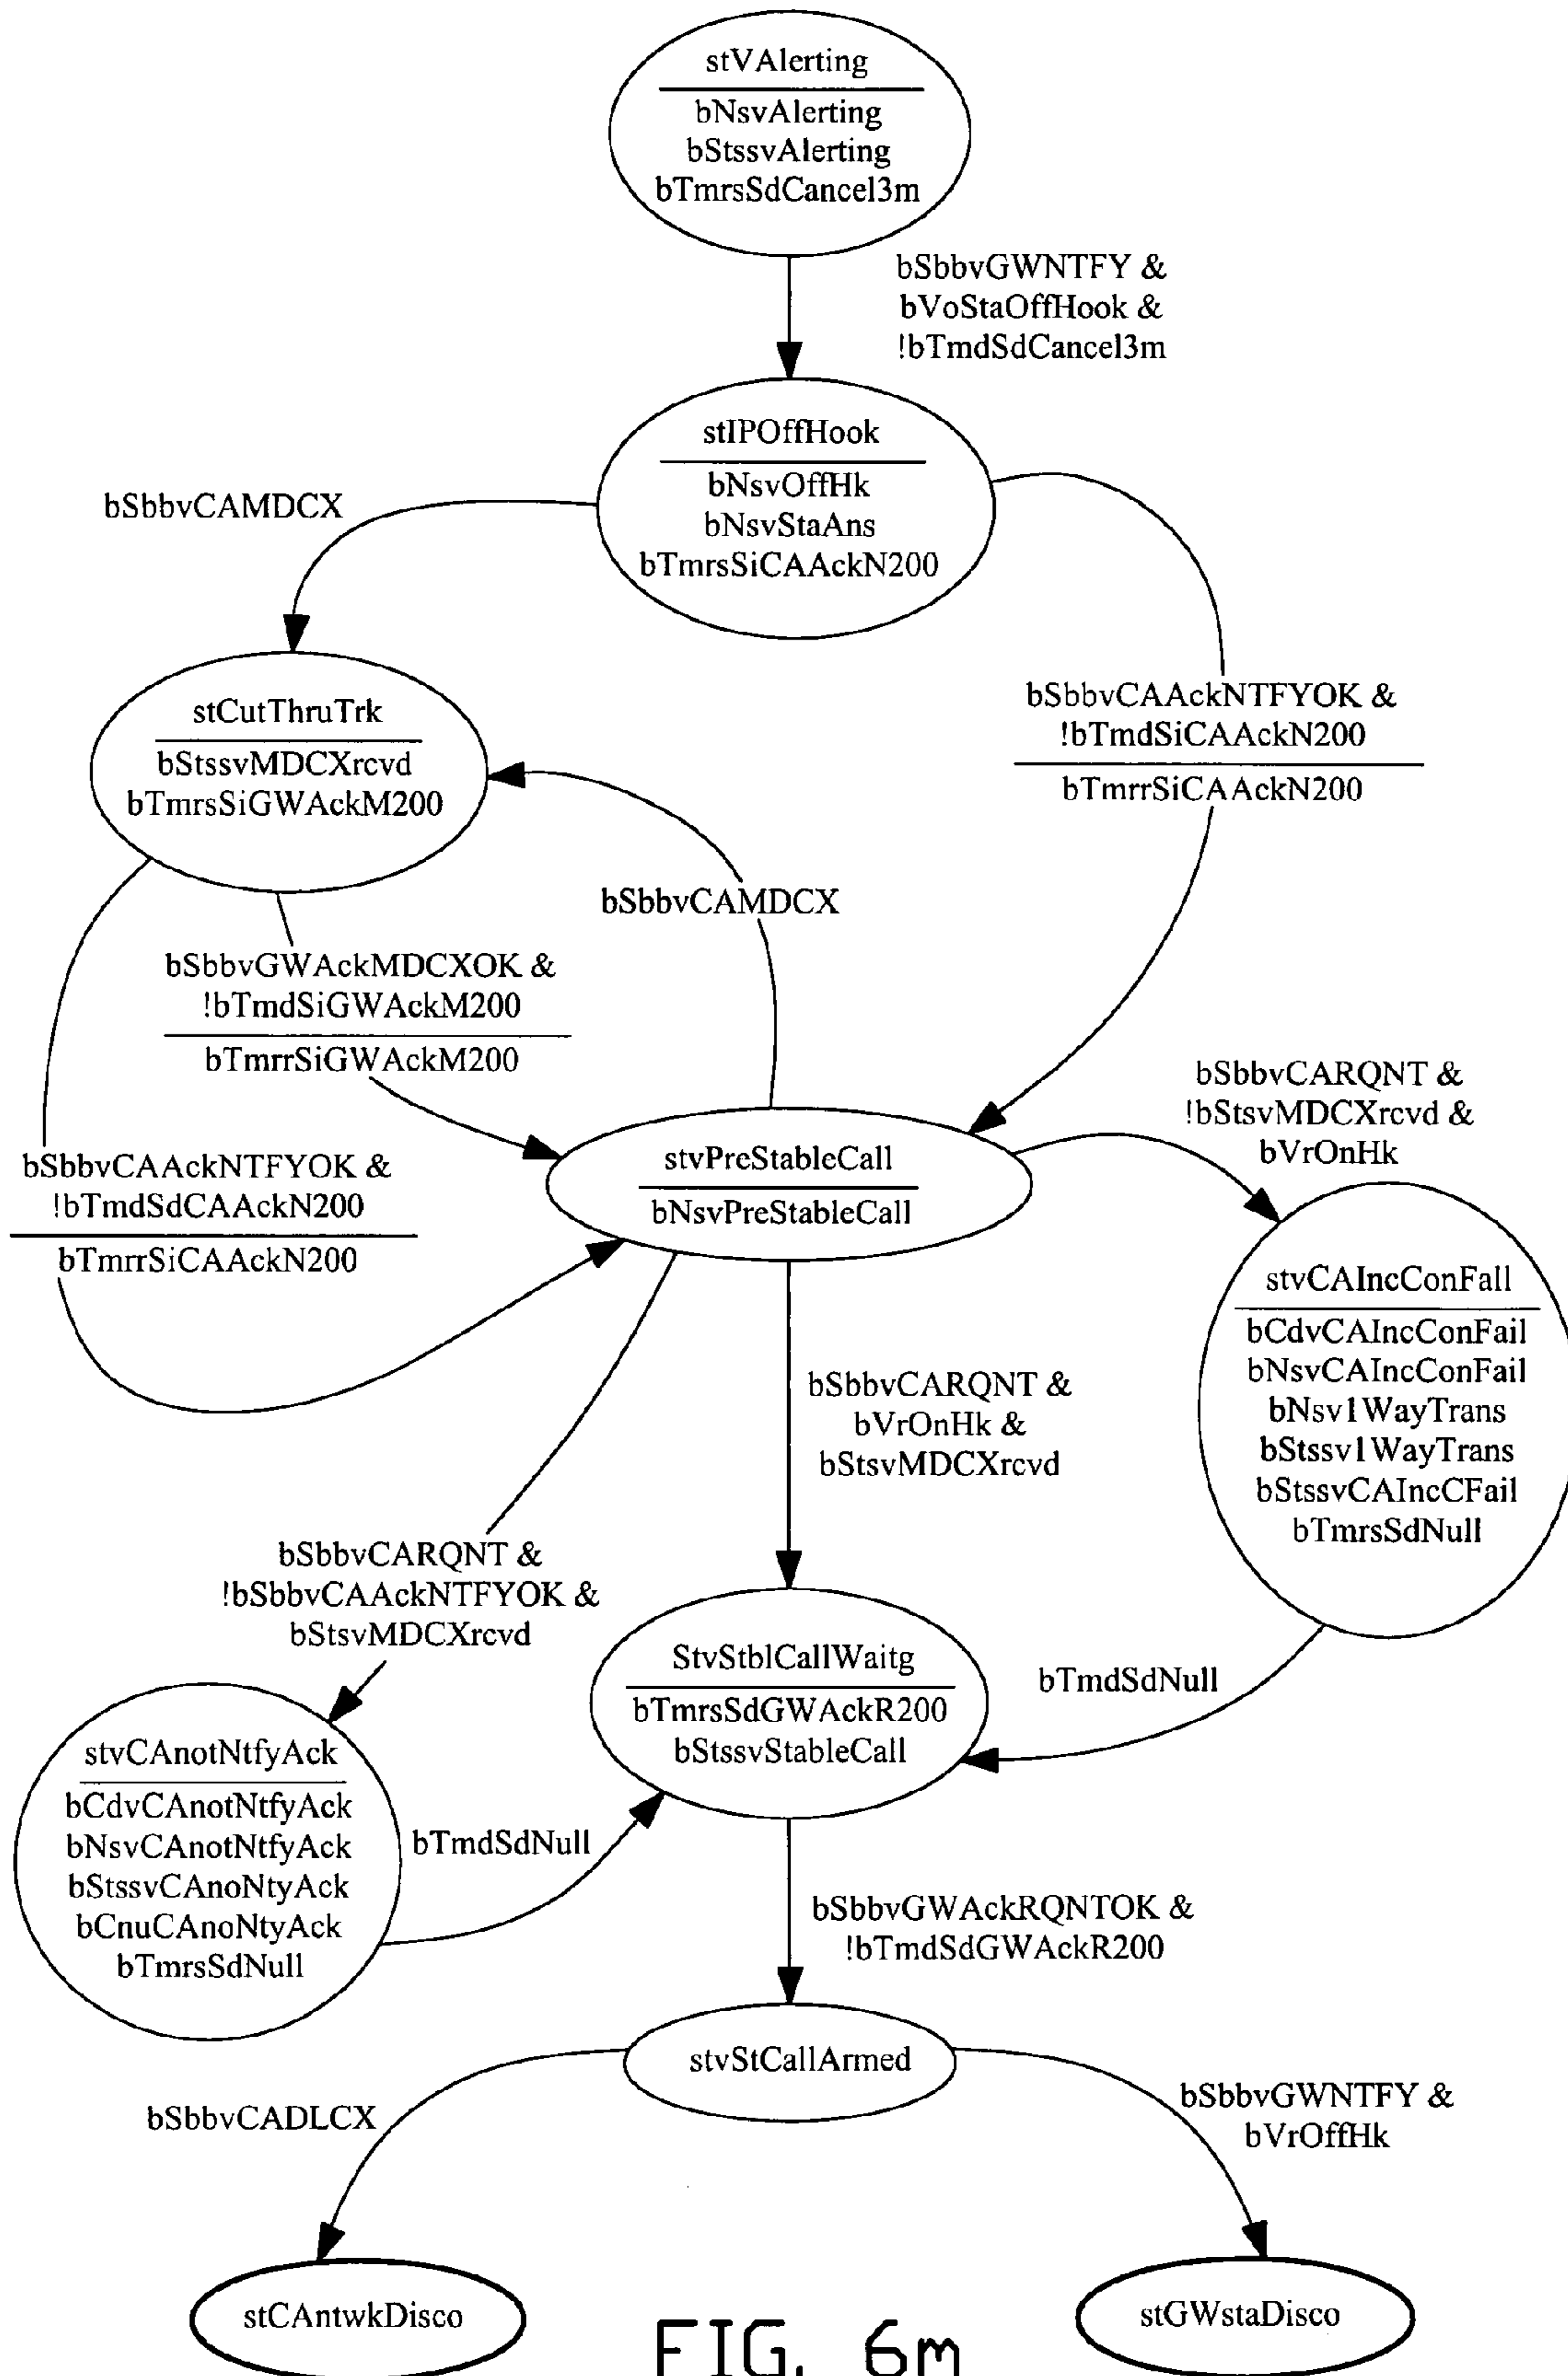 stVAlerting
bNsvAlerting
bStssvAlerting
bTmrsSdCancel3m
bSbbvGWNTFY &
bVoStaOffHook &
!bTmdSdCancel3m
stIPOffHook
bNsvOffHk
bNsvStaAns
bTmrsSiCAAckN200
bSbbvCAMDCX
stCutThruTrk
bStssvMDCXrcvd
bTmrsSiGWAckM200
bSbbvCAAckNTFYOK &
!bTmdSiCAAckN200
bTmrrSiCAAckN200
bSbbvCAMDCX
bSbbvGWAckMDCXOK &
!bTmdSiGWAckM200
bTmrrSiGWAckM200
bSbbvCAAckNTFYOK &
!bTmdSdCAAckN200
bTmrrSiCAAckN200
stvPreStableCall
bNsvPreStableCall
bSbbvCARQNT &
!bStsvMDCXrcvd &
bVrOnHk
stvCAIncConFall
bCdvCAIncConFail
bNsvCAIncConFail
bNsv1WayTrans
bStssv1WayTrans
bStssvCAIncCFail
bTmrsSdNull
bSbbvCARQNT &
bVrOnHk &
bStsvMDCXrcvd
bSbbvCARQNT &
!bSbbvCAAckNTFYOK &
bStsvMDCXrcvd
StvStblCallWaitg
bTmrsSdGWAckR200
bStssvStableCall
bTmdSdNull
stvCAnotNtfyAck
bCdvCAnotNtfyAck
bNsvCAnotNtfyAck
bStssvCAnoNtyAck
bCnuCAnoNtyAck
bTmrsSdNull
bTmdSdNull
bSbbvGWAckRQNTOK &
!bTmdSdGWAckR200
stvStCallArmed
bSbbvCADLCX
bSbbvGWNTFY &
bVrOffHk
stCAntwkDisco
stGWstaDisco
FIG. 6m